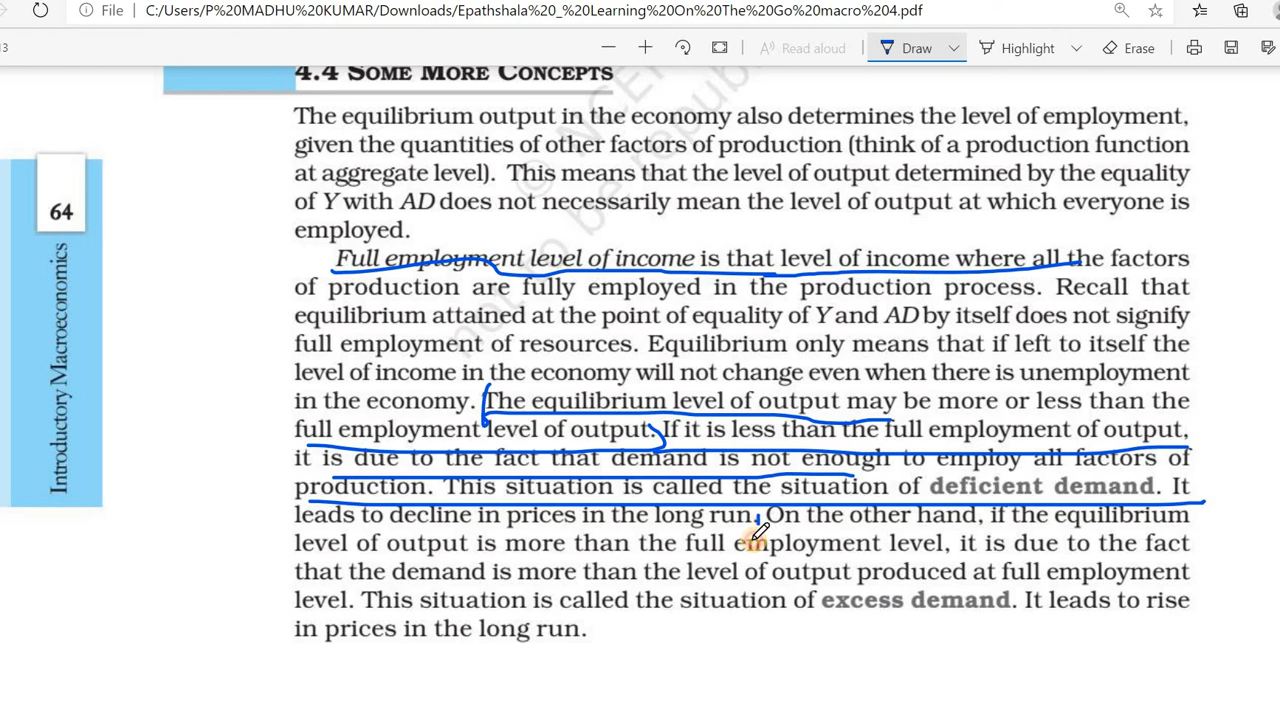 File
C:/Users/P%20MADHU%20KUMAR/Downloads/Epathshala%20_%20Learning%20On%20The%20Go%20macro%204.pdf
13
Read aloud
Draw
Highlight
Erase
4.4 SOME MORE CONCEPTS
The equilibrium output in the economy also determines the level of employment,
given the quantities of other factors of production (think of a production function
at aggregate level). This means that the level of output determined by the equality
of Y with AD does not necessarily mean the level of output at which everyone is
employed.
Full employment level of income is that level of income where all the factors
of production are fully employed in the production process. Recall that
equilibrium attained at the point of equality of Y and AD by itself does not signify
full employment of resources. Equilibrium only means that if left to itself the
level of income in the economy will not change even when there is unemployment
in the economy. The equilibrium level of output may be more or less than the
full employment level of output. If it is less than the full employment of output,
it is due to the fact that demand is not enough to employ all factors of
production. This situation is called the situation of deficient demand. It
leads to decline in prices in the long run. On the other hand, if the equilibrium
level of output is more than the full employment level, it is due to the fact
that the demand is more than the level of output produced at full employment
level. This situation is called the situation of excess demand. It leads to rise
in prices in the long run.
64
Introductory Macroeconomics
not to be republ
© NCE